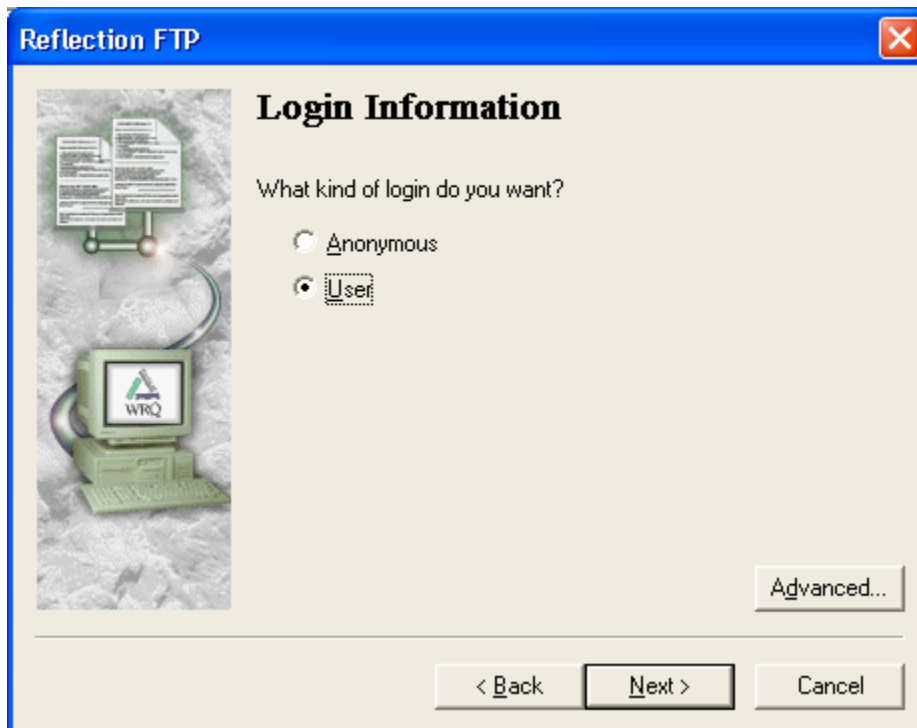 Reflection FTP
Login Information
What kind of login do you want?
Anonymous
User
WRQ
Advanced...
< Back Next > Cancel